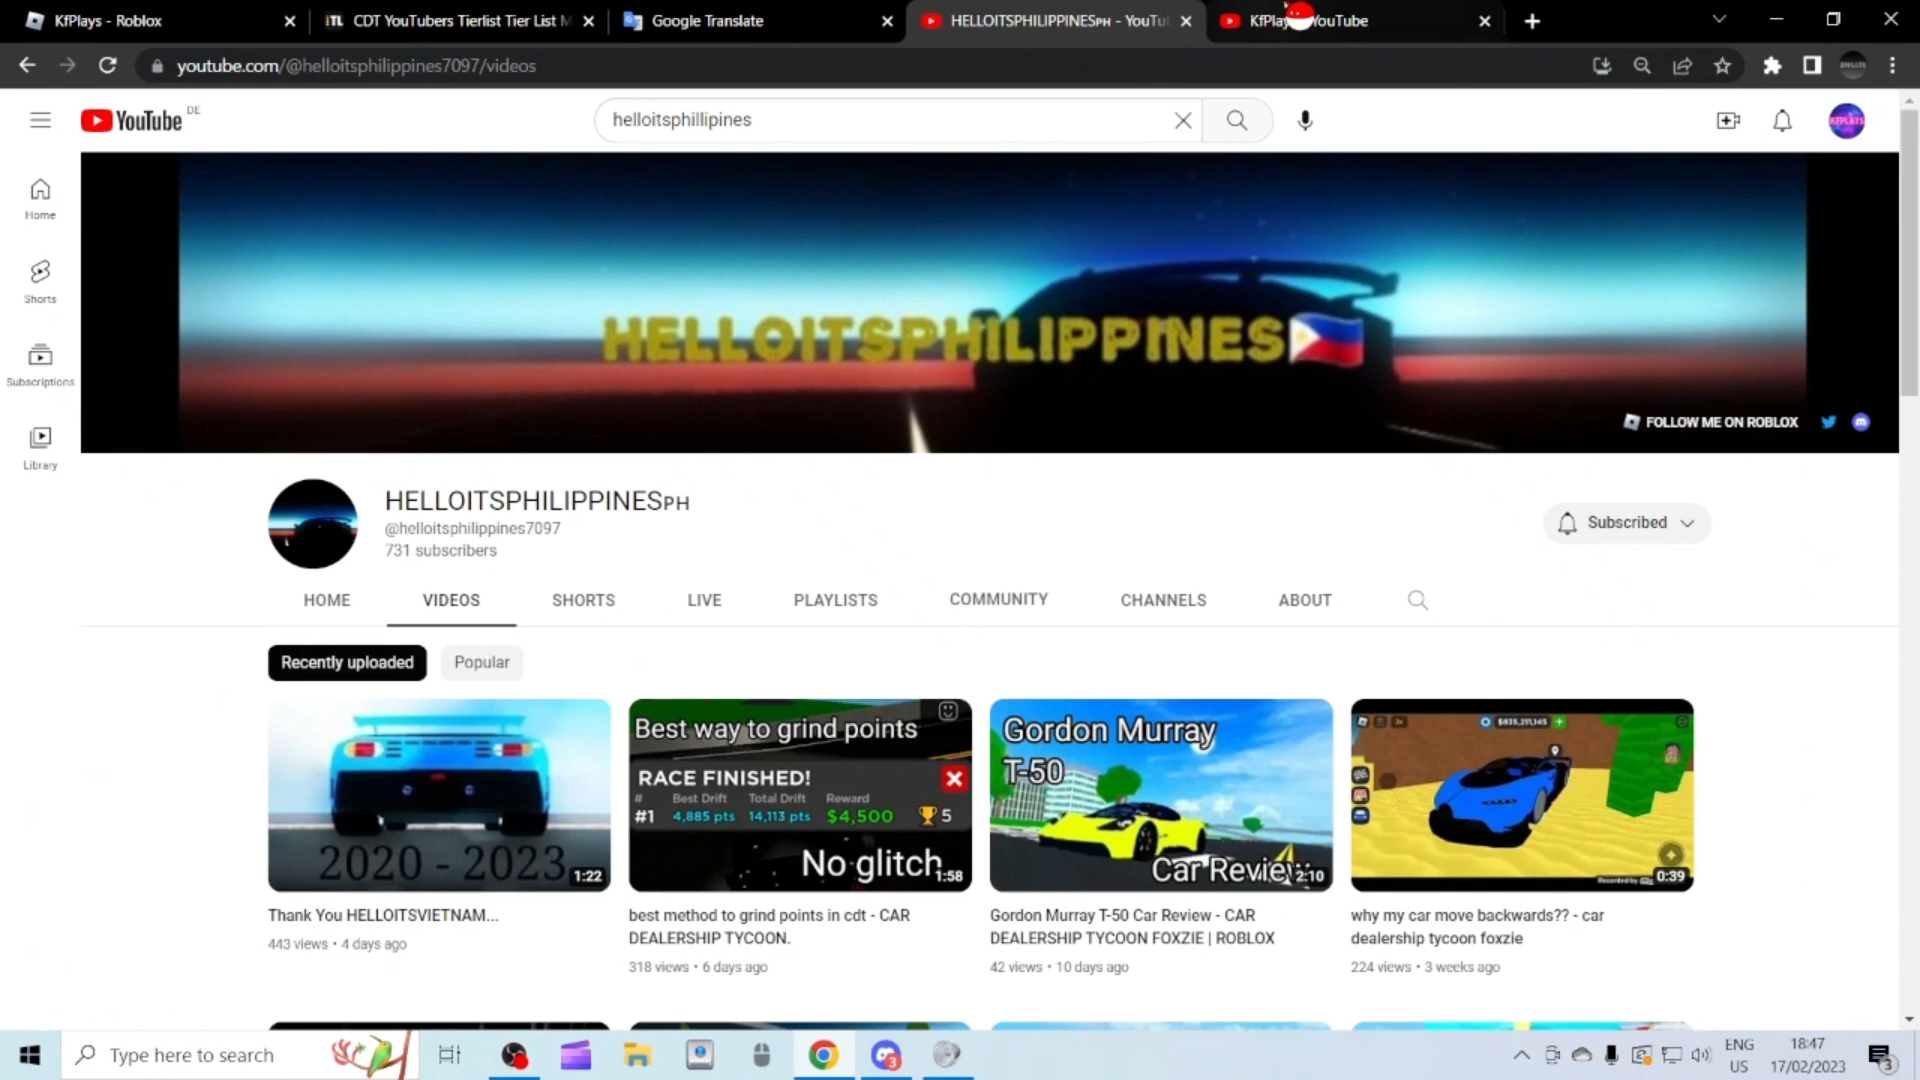 KfPlays - Roblox
CDT YouTubers Tierlist Tier List M
Google Translate
HELLOITSPHILIPPINESᴘʜ - YouTu
KfPlay YouTube
youtube.com/@helloitsphilippines7097/videos
YouTube DE
helloitsphillipines
KFPLAYS
Home
Shorts
Subscriptions
Library
HELLOITSPHILIPPINES
FOLLOW ME ON ROBLOX
HELLOITSPHILIPPINESᴘʜ
@helloitsphilippines7097
731 subscribers
Subscribed
HOME VIDEOS SHORTS LIVE PLAYLISTS COMMUNITY CHANNELS ABOUT
Recently uploaded Popular
2020 - 2023
1:22
Thank You HELLOITSVIETNAM...
443 views • 4 days ago
Best way to grind points
RACE FINISHED!
# Best Drift Total Drift Reward
#1 4,885 pts 14,113 pts $4,500 5
No glitch
1:58
best method to grind points in cdt - CAR
DEALERSHIP TYCOON.
318 views • 6 days ago
Gordon Murray
T-50
Car Review
2:10
Gordon Murray T-50 Car Review - CAR
DEALERSHIP TYCOON FOXZIE | ROBLOX
42 views • 10 days ago
0:39
why my car move backwards?? - car
dealership tycoon foxzie
224 views • 3 weeks ago
Type here to search
3
ENG
US
18:47
17/02/2023
3